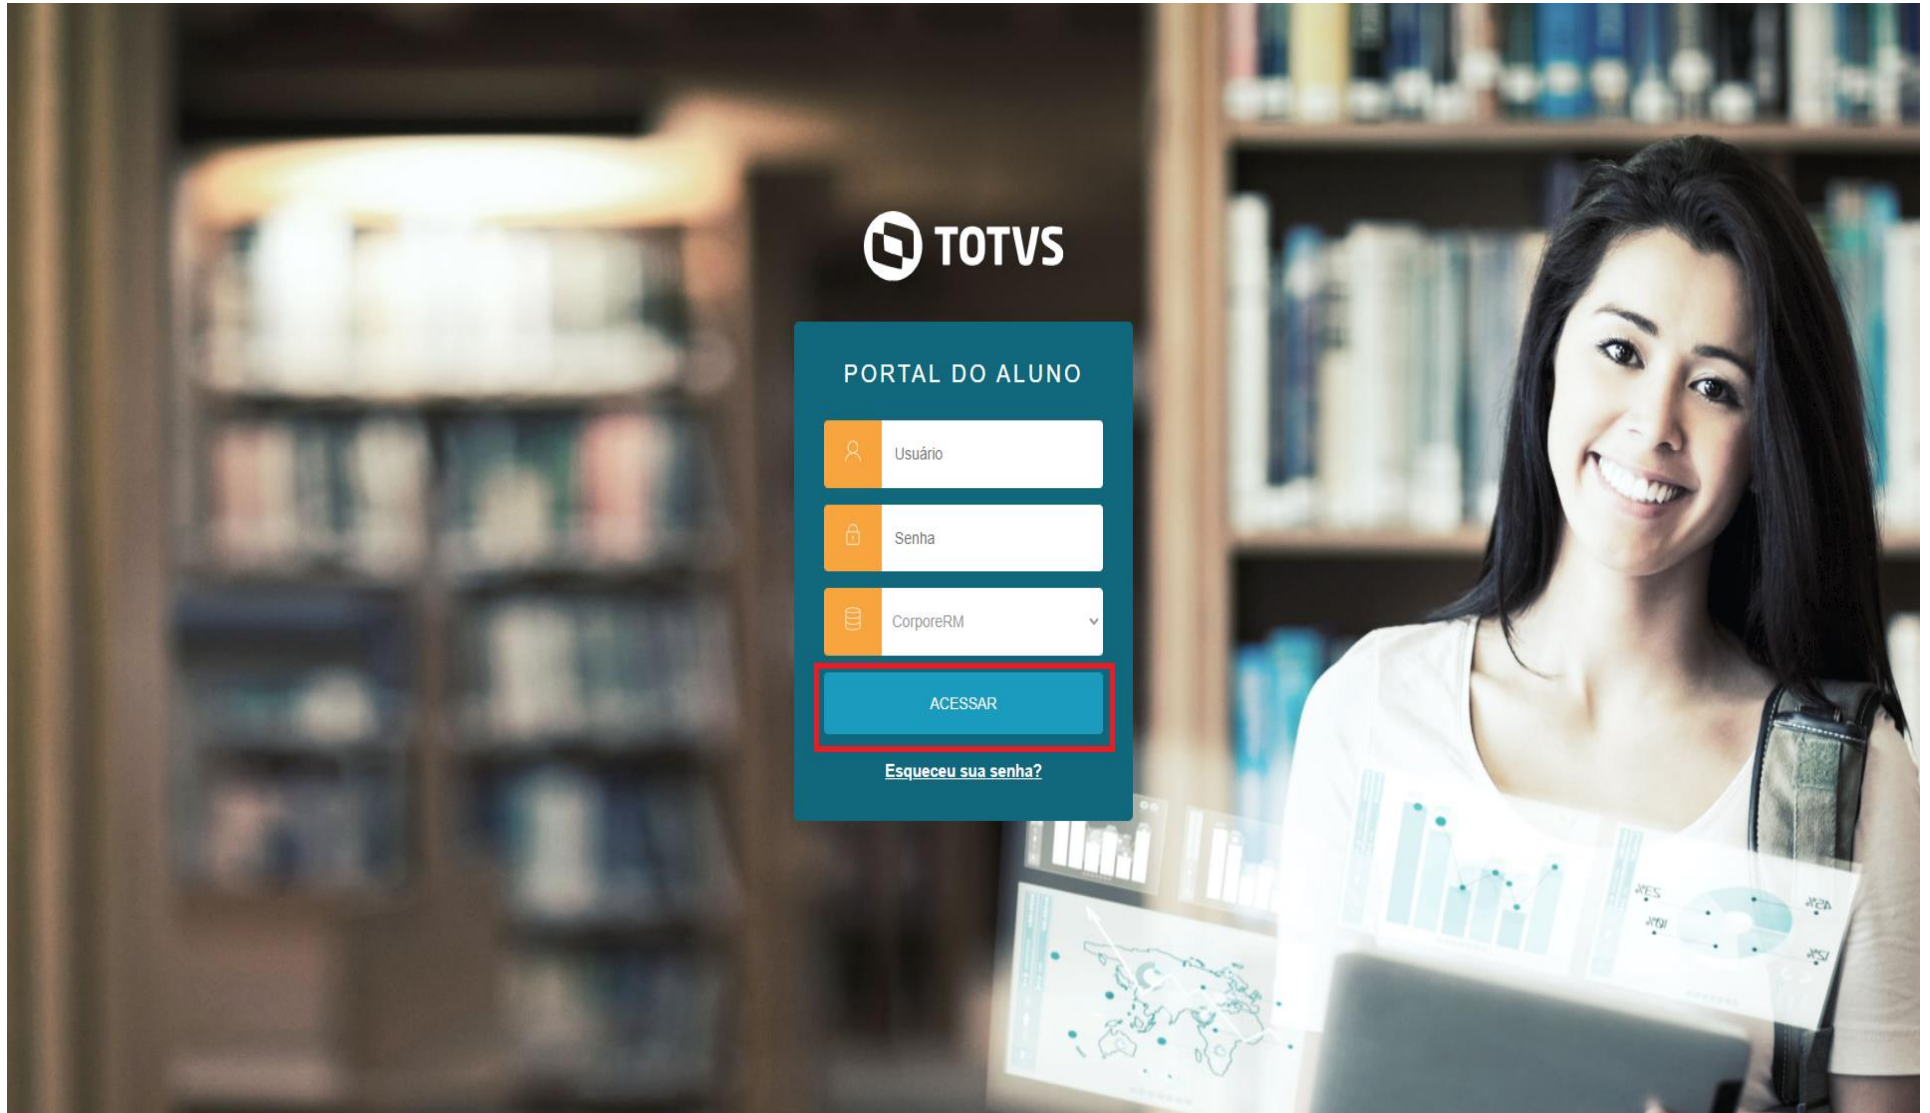 TOTVS
PORTAL DO ALUNO
Usuário
Senha
CorporeRM
ACESSAR
Esqueceu sua senha?